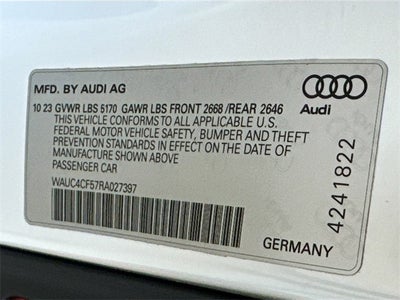 MFD. BY AUDI AG
10 23 GVWR LBS 5170 GAWR LBS FRONT 2668 /REAR 2646
THIS VEHICLE CONFORMS TO ALL APPLICABLE U.S.
FEDERAL MOTOR VEHICLE SAFETY, BUMPER AND THEFT
PREVENTION STANDARDS IN EFFECT ON THE DATE OF
MANUFACTURE SHOWN ABOVE.
PASSENGER CAR
WAUC4CF57RA027397
Audi
4241822
GERMANY